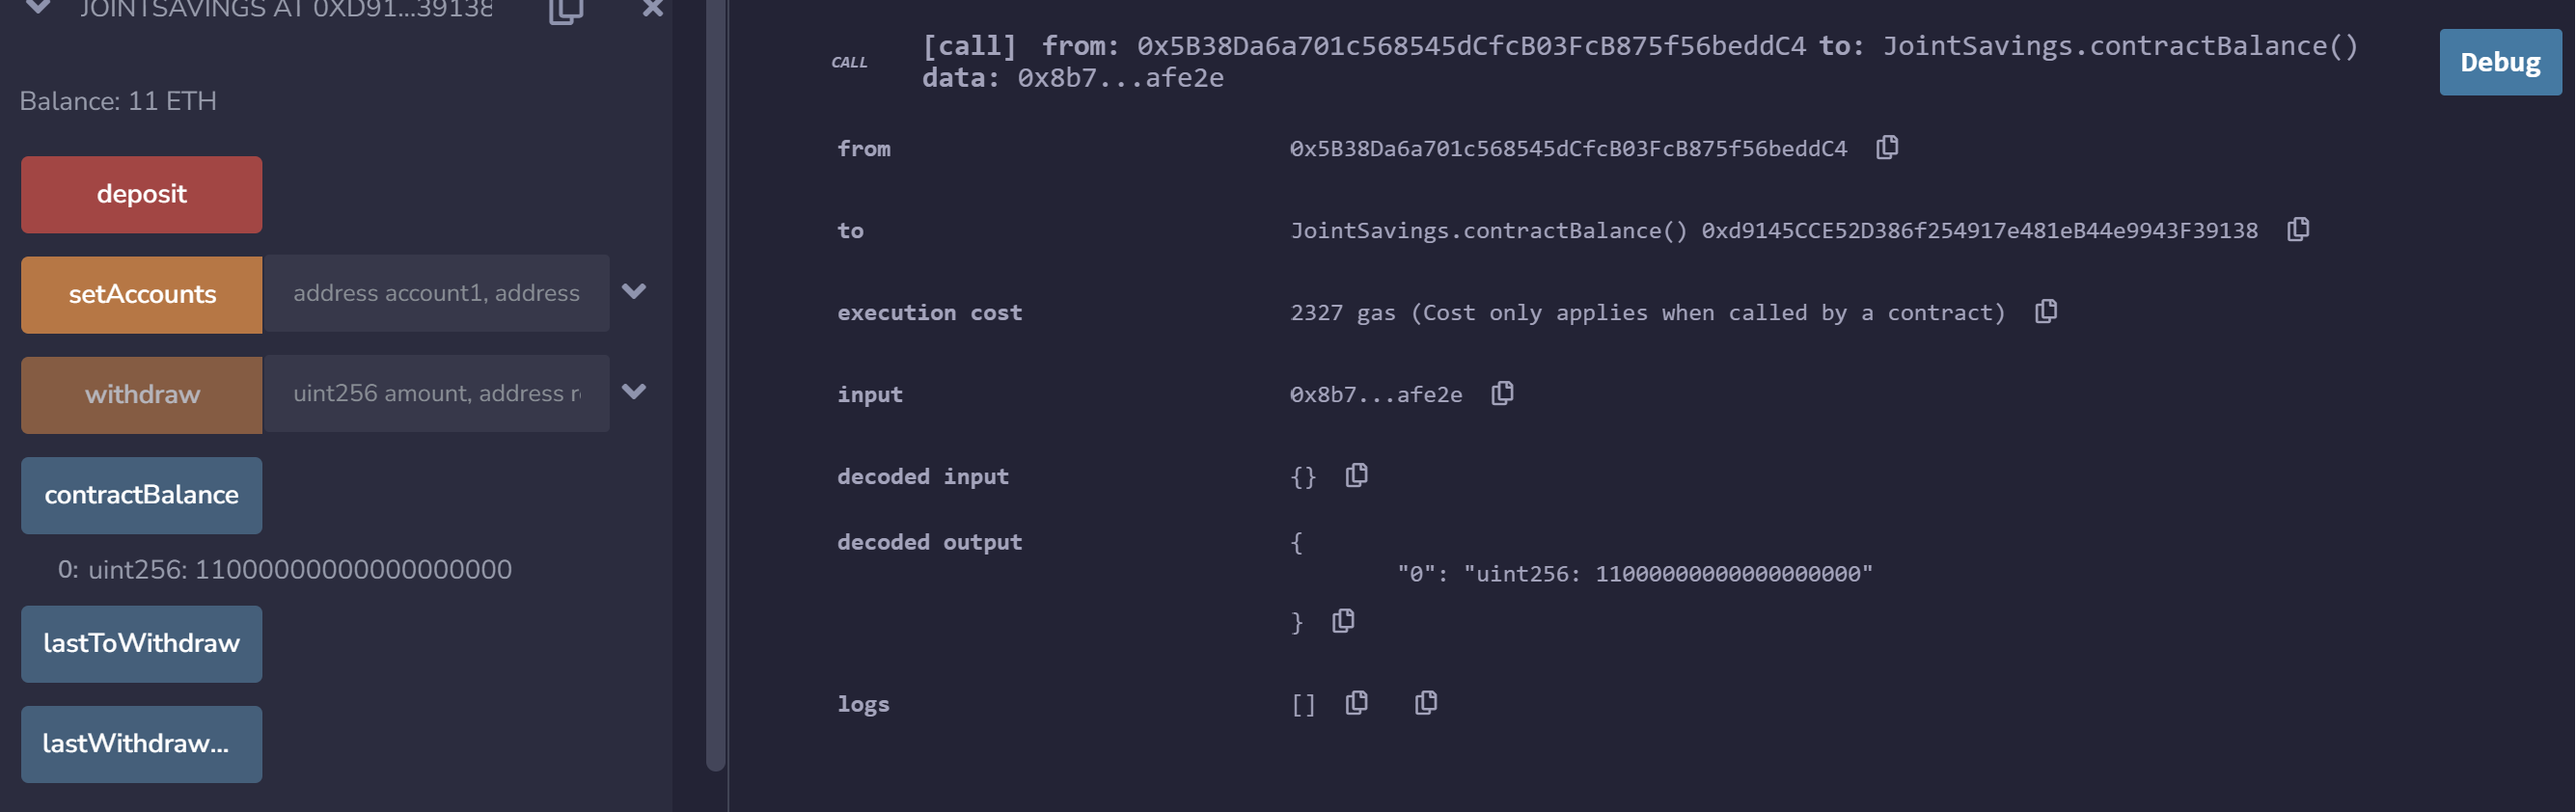 JOINTSAVINGS AT 0XD91...39138
Balance: 11 ETH
deposit
setAccounts address account1, address
withdraw uint256 amount, address r
contractBalance
0: uint256: 11000000000000000000
lastToWithdraw
lastWithdraw...
CALL
[call] from: 0x5B38Da6a701c568545dCfcB03FcB875f56beddC4 to: JointSavings.contractBalance()
data: 0x8b7...afe2e
Debug
from 0x5B38Da6a701c568545dCfcB03FcB875f56beddC4
to JointSavings.contractBalance() 0xd9145CCE52D386f254917e481eB44e9943F39138
execution cost 2327 gas (Cost only applies when called by a contract)
input 0x8b7...afe2e
decoded input {}
decoded output {
"0": "uint256: 11000000000000000000"
}
logs []